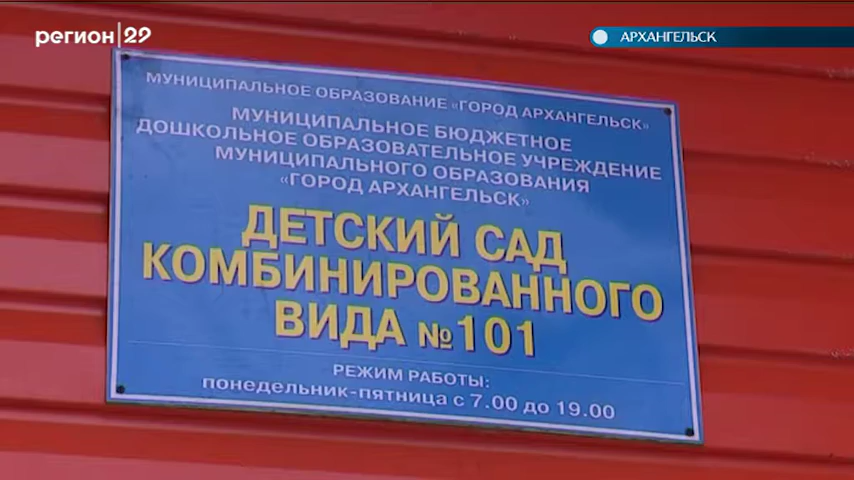 регион|29
АРХАНГЕЛЬСК
МУНИЦИПАЛЬНОЕ ОБРАЗОВАНИЕ «ГОРОД АРХАНГЕЛЬСК»
МУНИЦИПАЛЬНОЕ БЮДЖЕТНОЕ
ДОШКОЛЬНОЕ ОБРАЗОВАТЕЛЬНОЕ УЧРЕЖДЕНИЕ
МУНИЦИПАЛЬНОГО ОБРАЗОВАНИЯ
«ГОРОД АРХАНГЕЛЬСК»
ДЕТСКИЙ САД
КОМБИНИРОВАННОГО
ВИДА №101
РЕЖИМ РАБОТЫ:
ПОНЕДЕЛЬНИК-ПЯТНИЦА С 7.00 ДО 19.00